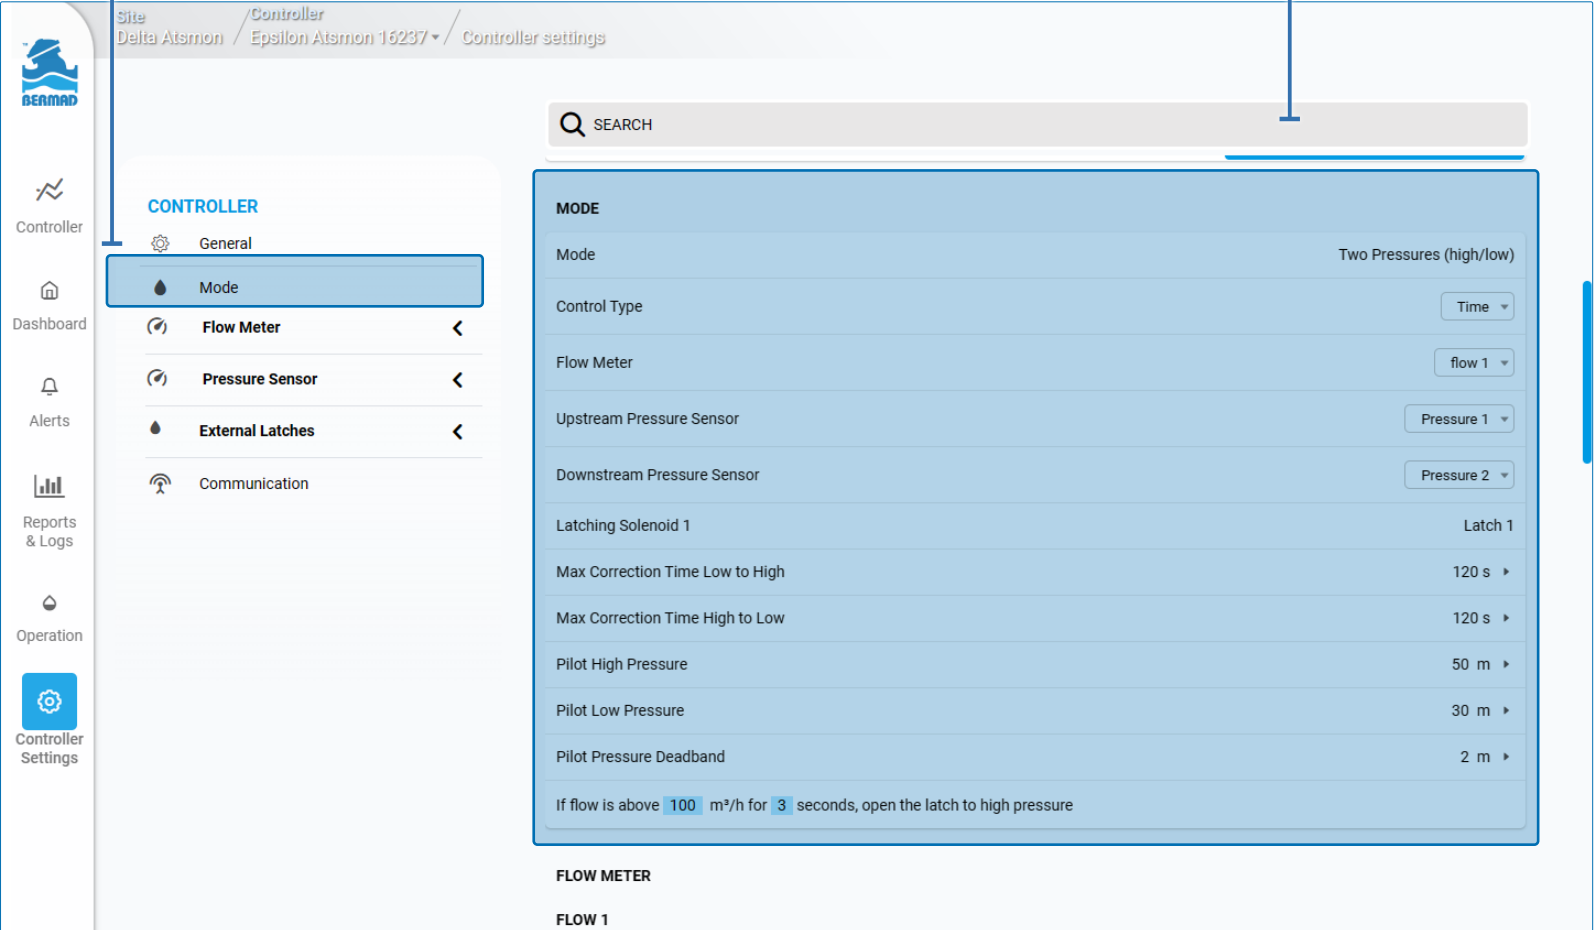 Site
Controller
Delta Atsmon
Epsilon Atsmon 16237
Controller settings
BERMAD
Controller
Dashboard
Alerts
Reports
& Logs
Operation
Controller
Settings
CONTROLLER
General
Mode
Flow Meter
Pressure Sensor
External Latches
Communication
SEARCH
MODE
Mode Two Pressures (high/low)
Control Type Time
Flow Meter flow 1
Upstream Pressure Sensor Pressure 1
Downstream Pressure Sensor Pressure 2
Latching Solenoid 1 Latch 1
Max Correction Time Low to High 120 s
Max Correction Time High to Low 120 s
Pilot High Pressure 50 m
Pilot Low Pressure 30 m
Pilot Pressure Deadband 2 m
If flow is above 100 m³/h for 3 seconds, open the latch to high pressure
FLOW METER
FLOW 1